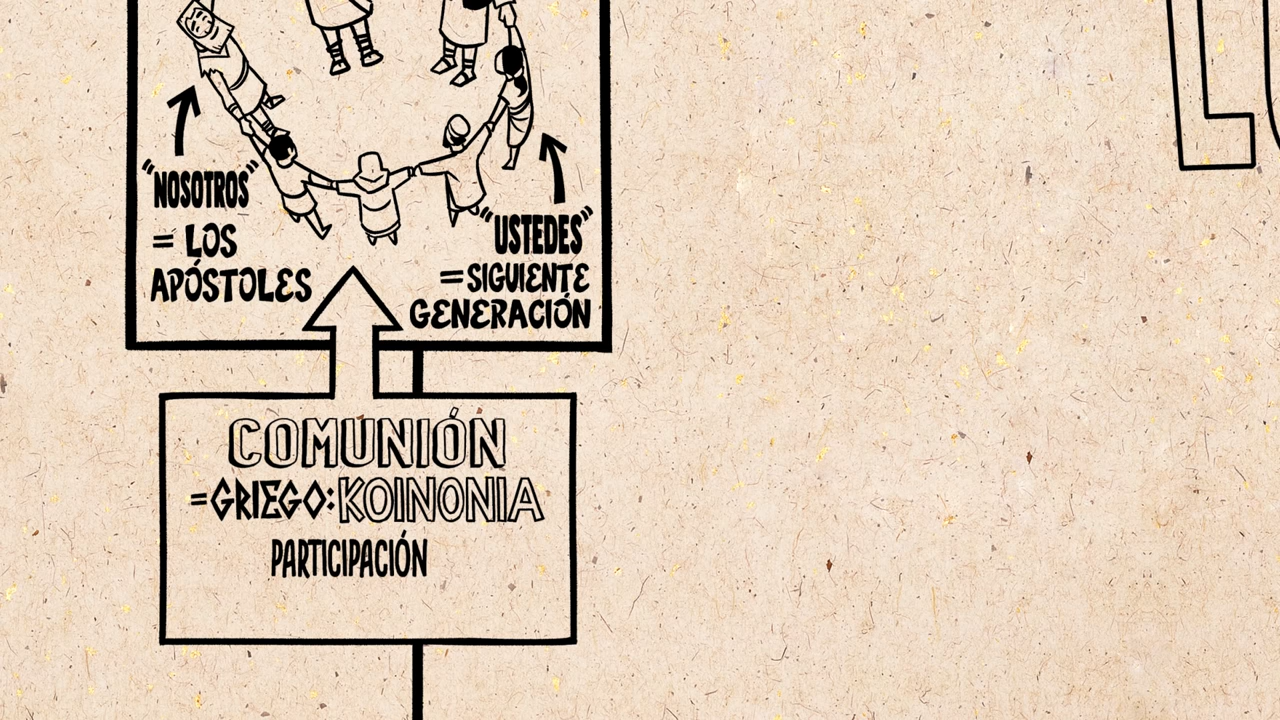 "NOSOTROS"
= LOS
APÓSTOLES
"USTEDES"
= SIGUIENTE
GENERACIÓN
COMUNIÓN
=GRIEGO: KOINONIA
PARTICIPACIÓN